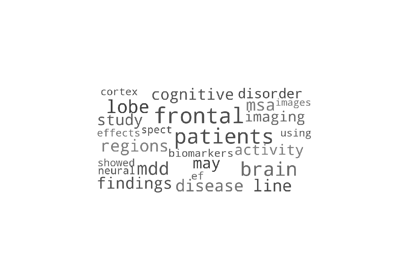 cortex cognitive disorder
lobe frontal msa images
study imaging
effects spect patients using
regions biomarkers activity
showed may brain
neural mdd ef
findings disease line